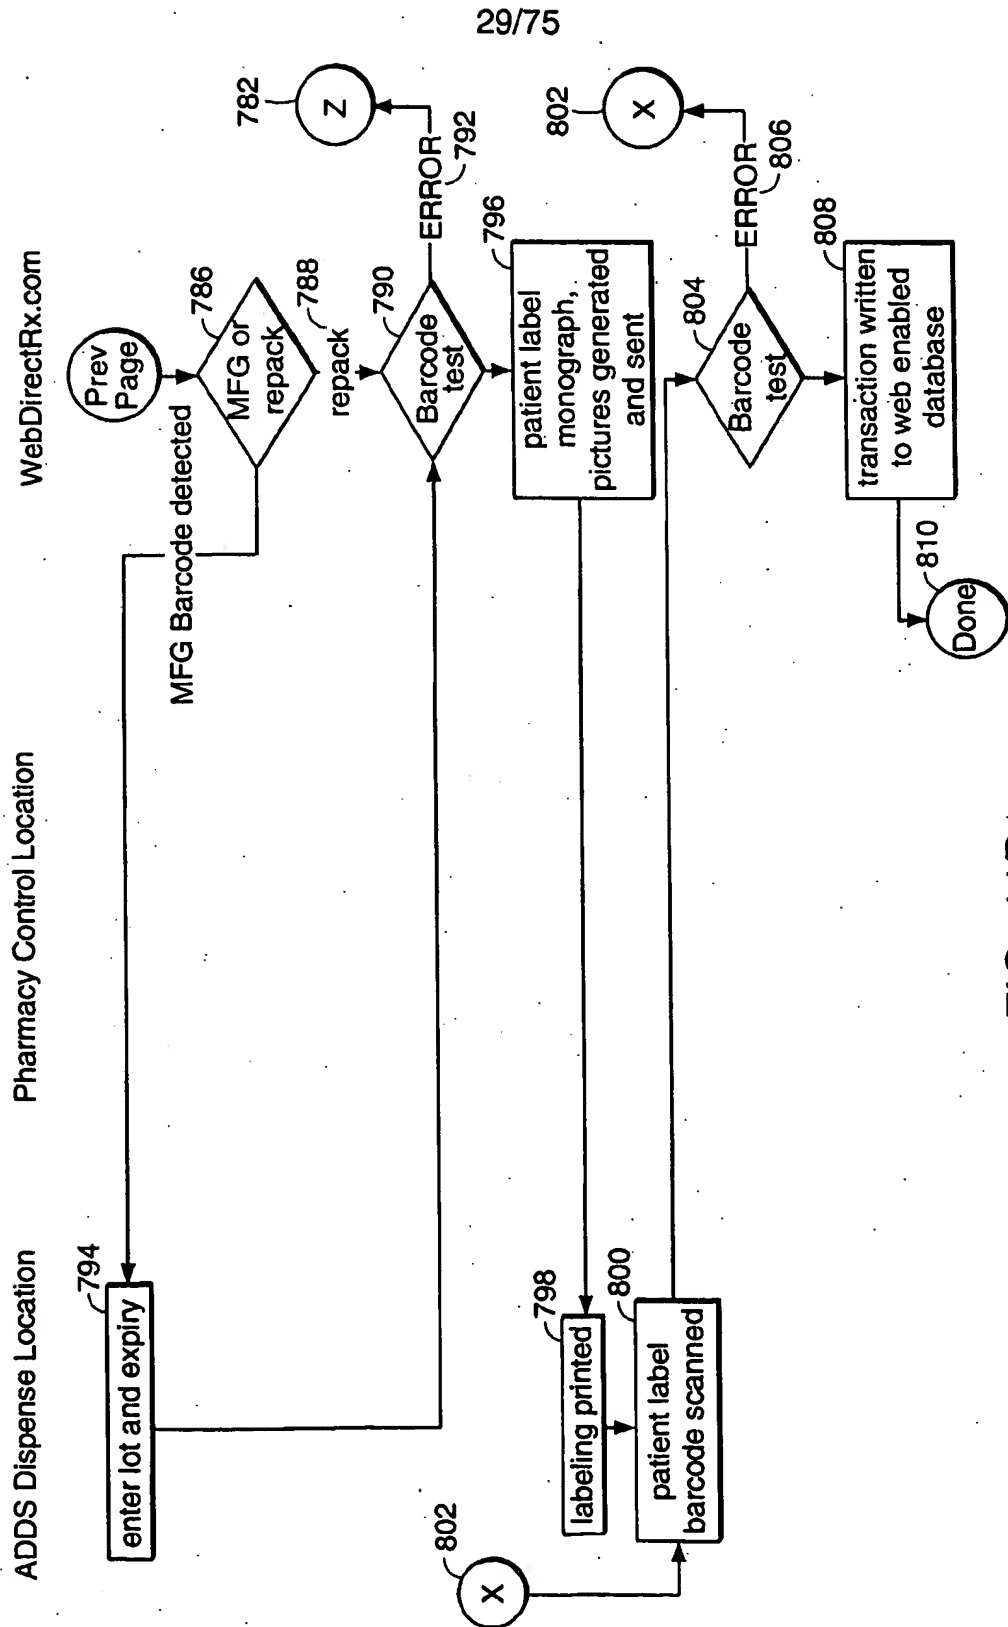 29/75
ADDS Dispense Location
Pharmacy Control Location
WebDirectRx.com
Prev
Page
786
MFG or
repack
MFG Barcode detected
788
repack
794
enter lot and expiry
790
Barcode
test
ERROR
792
782
Z
796
patient label
monograph,
pictures generated
and sent
798
labeling printed
800
patient label
barcode scanned
802
X
804
Barcode
test
ERROR
806
802
X
808
transaction written
to web enabled
database
810
Done